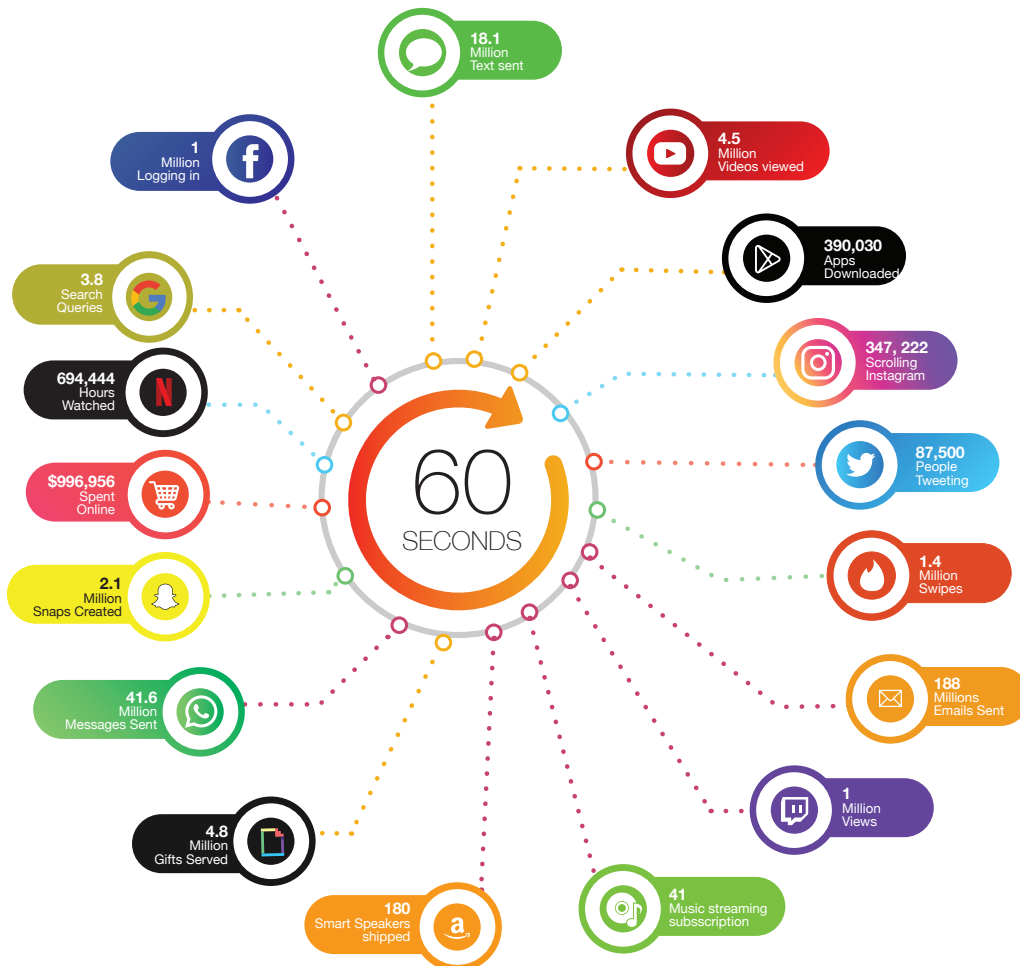 18.1
Million
Text sent
1
Million
Logging in
4.5
Million
Videos viewed
390,030
Apps
Downloaded
3.8
Search
Queries
347, 222
Scrolling
Instagram
694,444
Hours
Watched
87,500
People
Tweeting
60
SECONDS
$996,956
Spent
Online
1.4
Million
Swipes
2.1
Million
Snaps Created
188
Millions
Emails Sent
41.6
Million
Messages Sent
1
Million
Views
4.8
Million
Gifts Served
180
Smart Speakers
shipped
41
Music streaming
subsscription